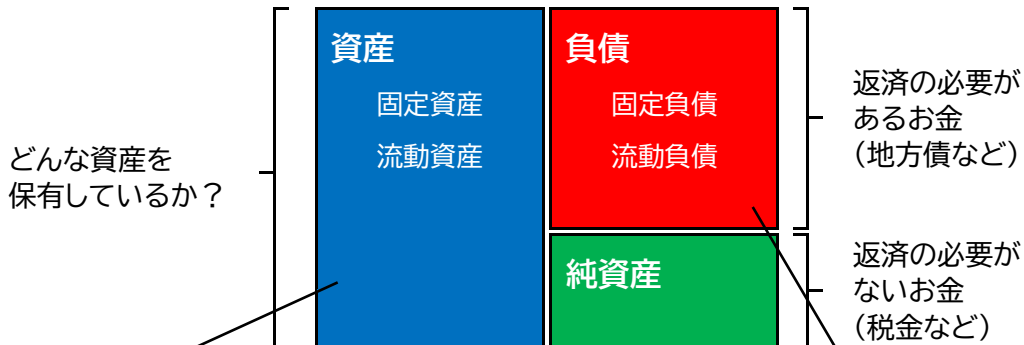 どんな資産を
保有しているか？
資産
固定資産
流動資産
負債
固定負債
流動負債
純資産
返済の必要が
あるお金
（地方債など）
返済の必要が
ないお金
（税金など）